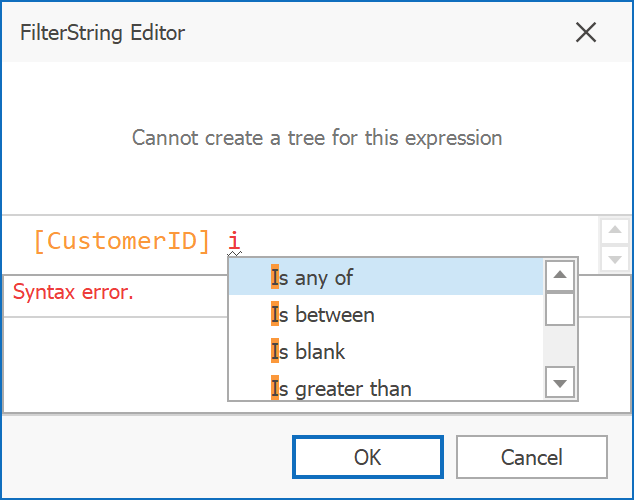 FilterString Editor
Cannot create a tree for this expression
[CustomerID] i
Is any of
Syntax error.
Is between
Is blank
Is greater than
OK
Cancel